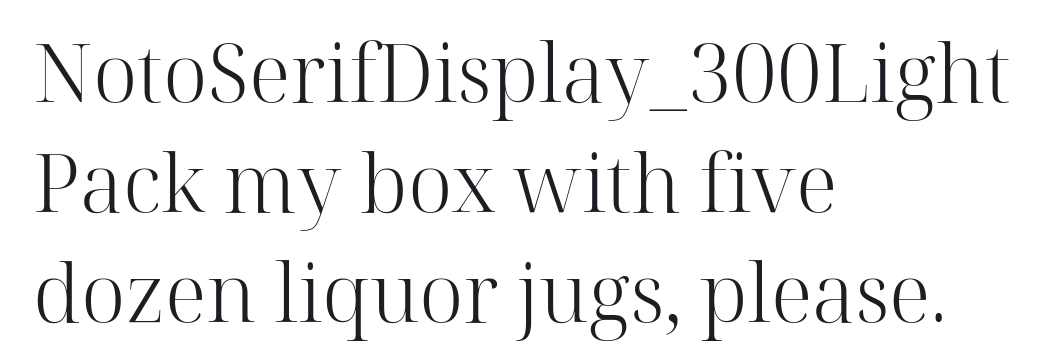 NotoSerifDisplay_300Light
Pack my box with five
dozen liquor jugs, please.